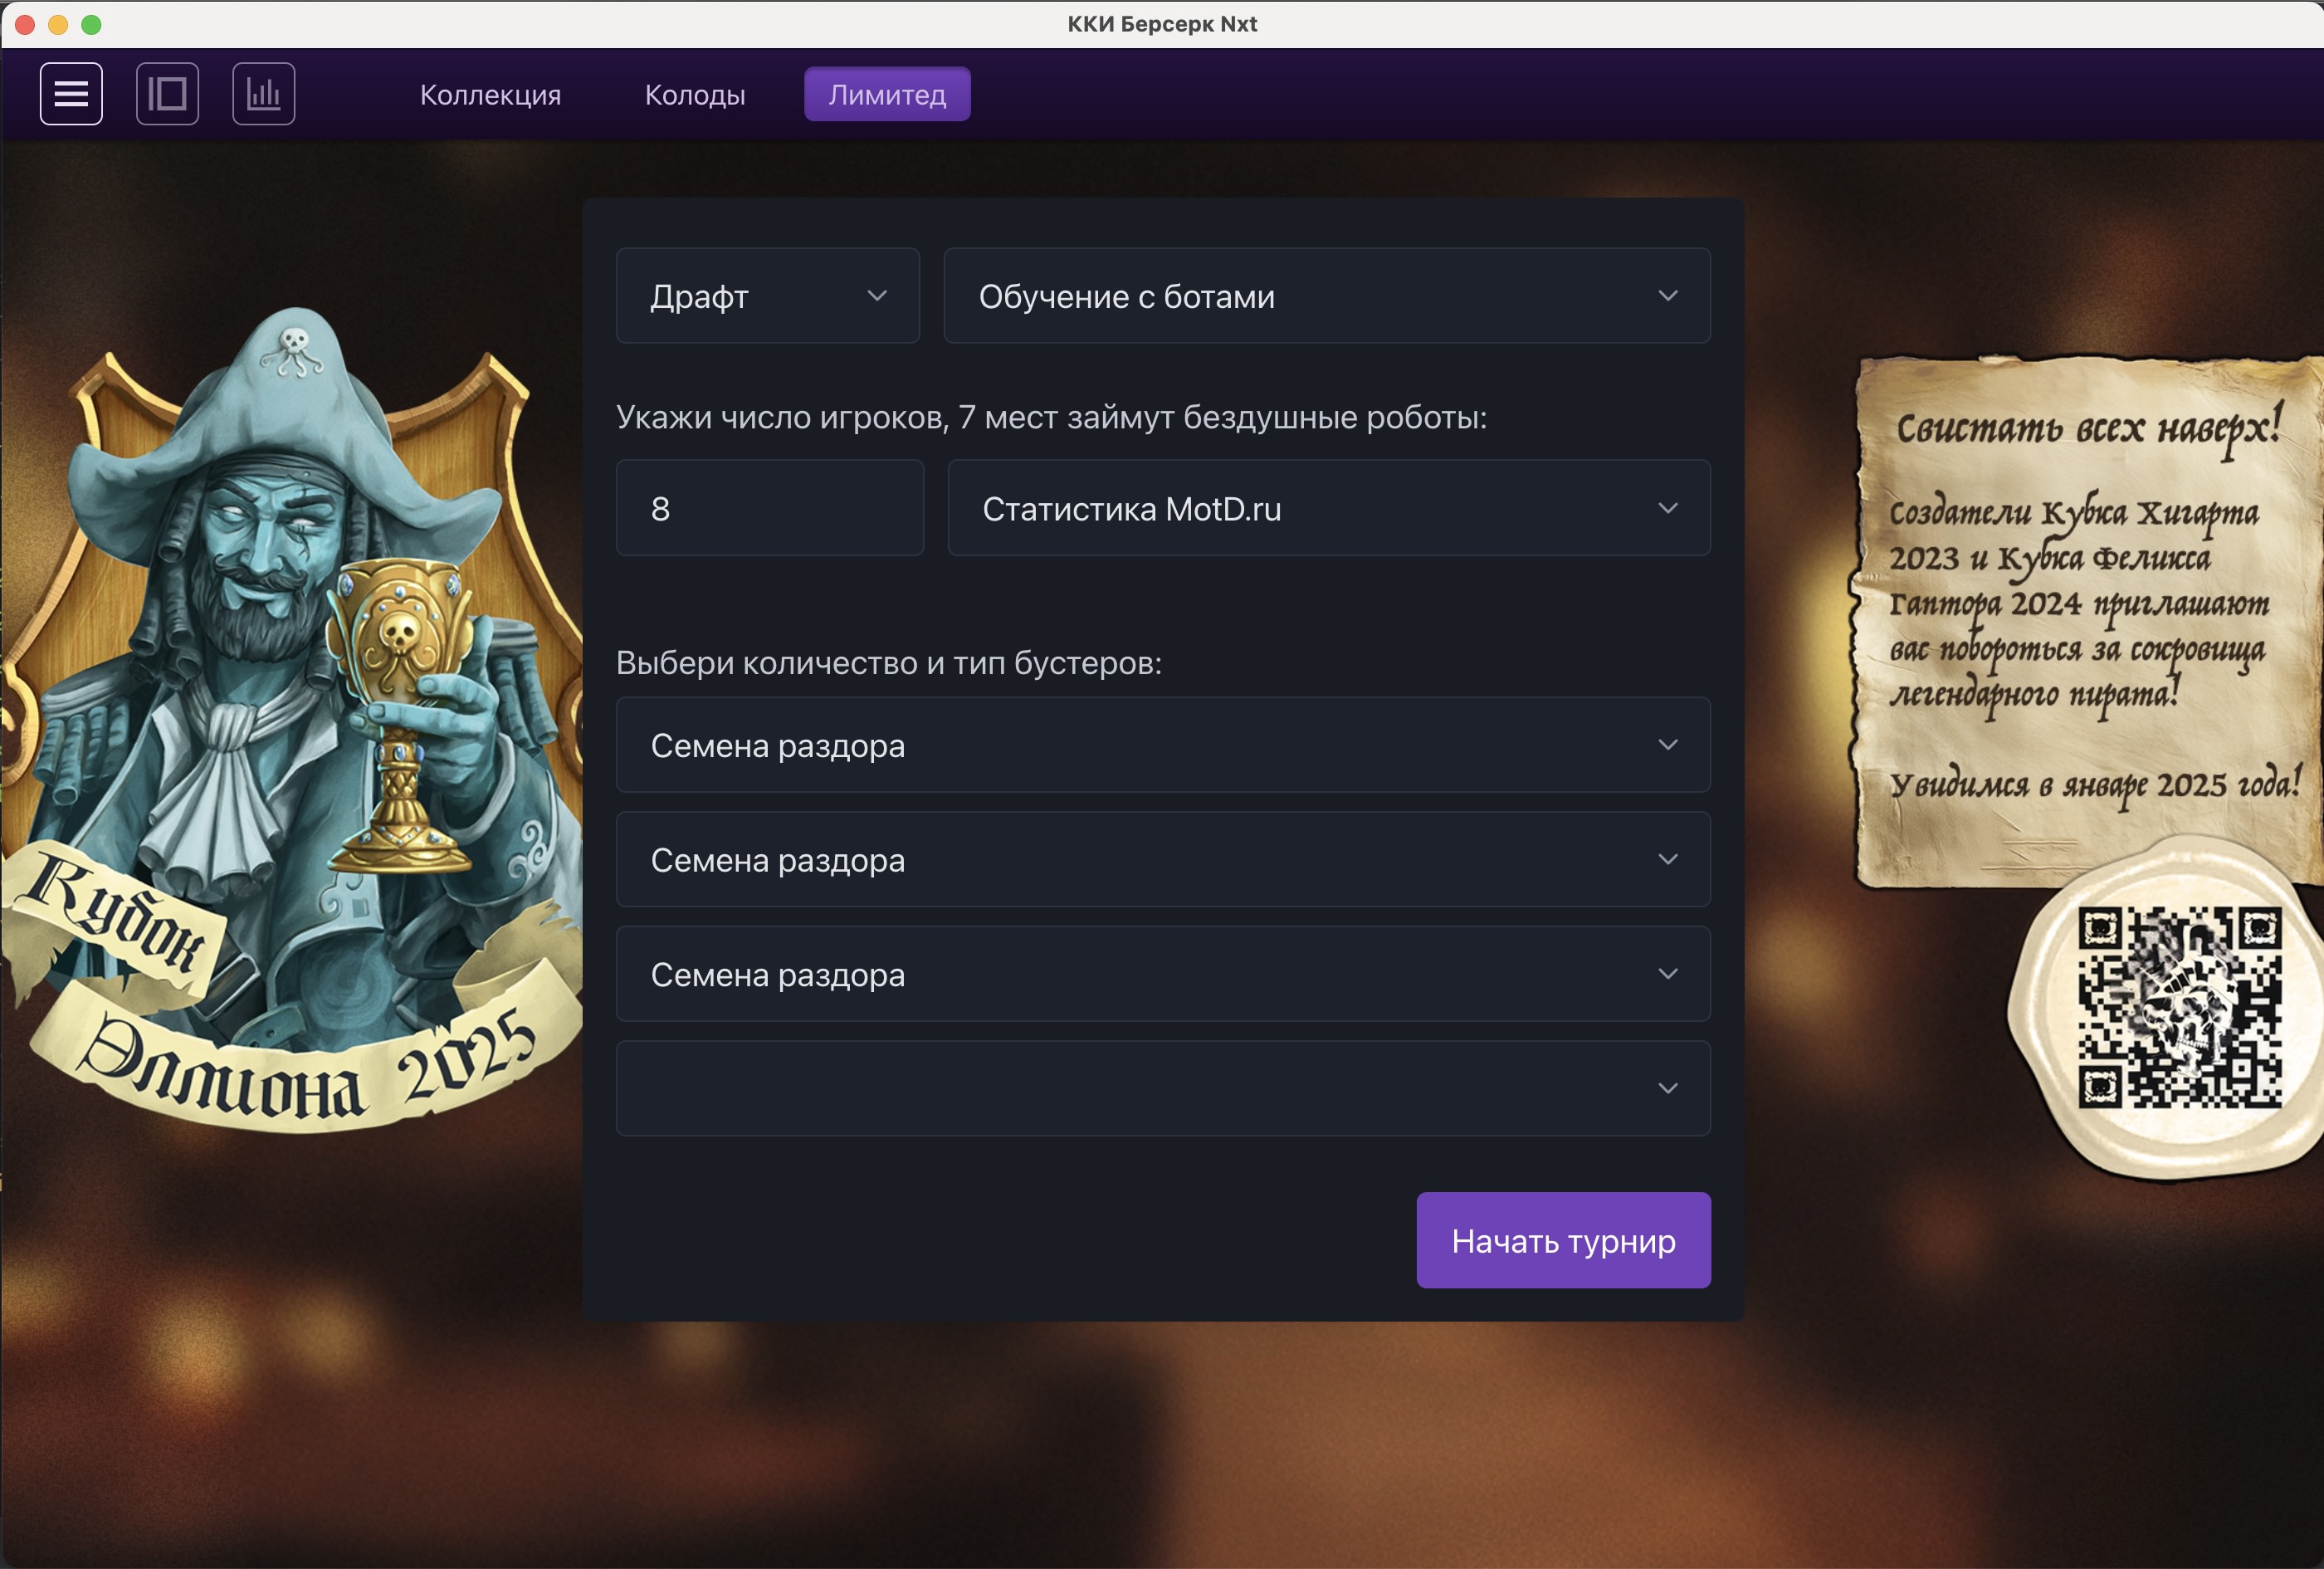 ККИ Берсерк Nxt
Коллекция
Колоды
Лимитед
Драфт
Обучение с ботами
Укажи число игроков, 7 мест займут бездушные роботы:
8
Статистика MotD.ru
Выбери количество и тип бустеров:
Семена раздора
Семена раздора
Семена раздора
Начать турнир
Кубок
Эллиона 2025
Свистать всех наверх!
Создатели Кубка Хигарта
2023 и Кубка Феликса
Гаптора 2024 приглашают
вас побороться за сокровища
легендарного пирата!
Увидимся в январе 2025 года!